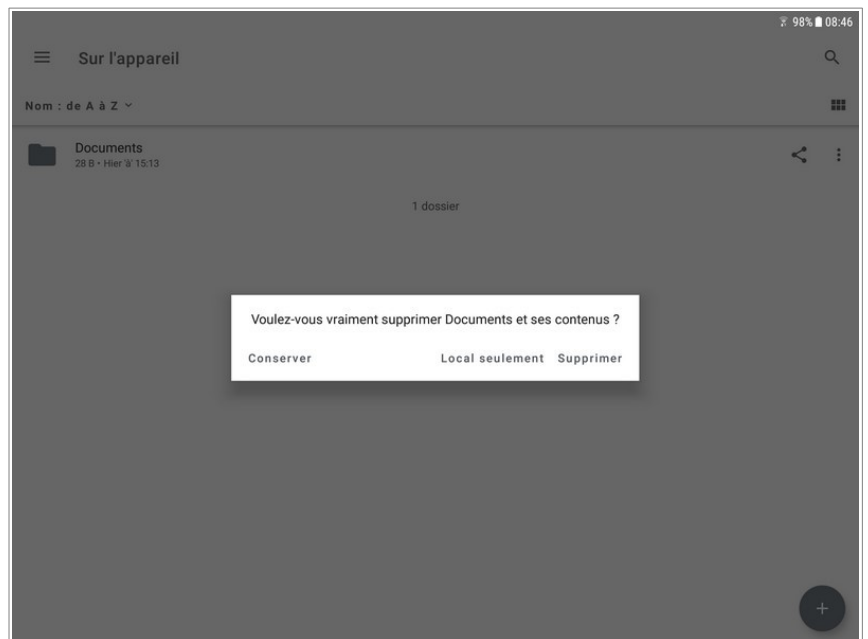 98% 08:46
Sur l'appareil
Nom : de A à Z
Documents
28 B • Hier 'à' 15:13
1 dossier
Voulez-vous vraiment supprimer Documents et ses contenus ?
Conserver Local seulement Supprimer